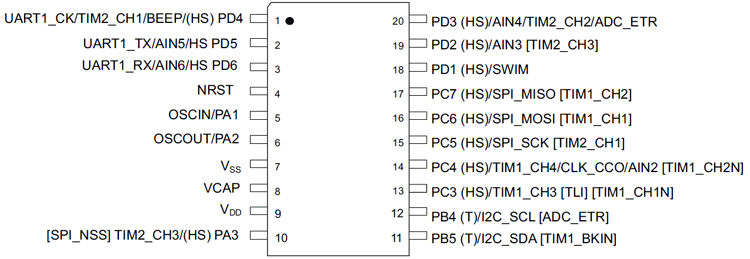 UART1_CK/TIM2_CH1/BEEP/(HS) PD4 1 20 PD3 (HS)/AIN4/TIM2_CH2/ADC_ETR
UART1_TX/AIN5/HS PD5 2 19 PD2 (HS)/AIN3 [TIM2_CH3]
UART1_RX/AIN6/HS PD6 3 18 PD1 (HS)/SWIM
NRST 4 17 PC7 (HS)/SPI_MISO [TIM1_CH2]
OSCIN/PA1 5 16 PC6 (HS)/SPI_MOSI [TIM1_CH1]
OSCOUT/PA2 6 15 PC5 (HS)/SPI_SCK [TIM2_CH1]
VSS 7 14 PC4 (HS)/TIM1_CH4/CLK_CCO/AIN2 [TIM1_CH2N]
VCAP 8 13 PC3 (HS)/TIM1_CH3 [TLI] [TIM1_CH1N]
VDD 9 12 PB4 (T)/I2C_SCL [ADC_ETR]
[SPI_NSS] TIM2_CH3/(HS) PA3 10 11 PB5 (T)/I2C_SDA [TIM1_BKIN]